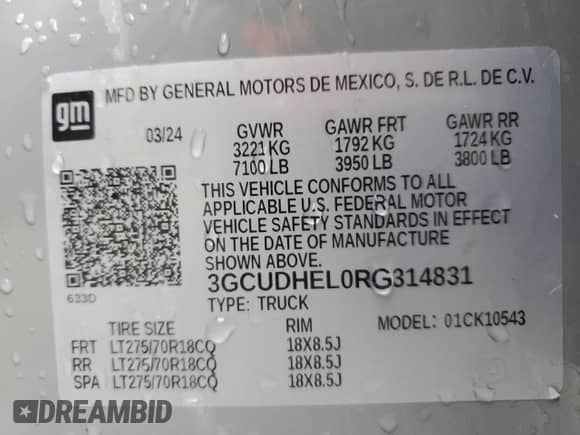 gm
MFD BY GENERAL MOTORS DE MEXICO, S. DE R.L. DE C.V.
03/24 GVWR GAWR FRT GAWR RR
3221 KG 1792 KG 1724 KG
7100 LB 3950 LB 3800 LB
THIS VEHICLE CONFORMS TO ALL
APPLICABLE U.S. FEDERAL MOTOR
VEHICLE SAFETY STANDARDS IN EFFECT
ON THE DATE OF MANUFACTURE
SHOWN ABOVE.
3GCUDHEL0RG314831
633D TYPE: TRUCK
TIRE SIZE RIM MODEL: 01CK10543
FRT LT275/70R18CQ 18X8.5J
RR LT275/70R18CQ 18X8.5J
SPA LT275/70R18CQ 18X8.5J
DREAMBID